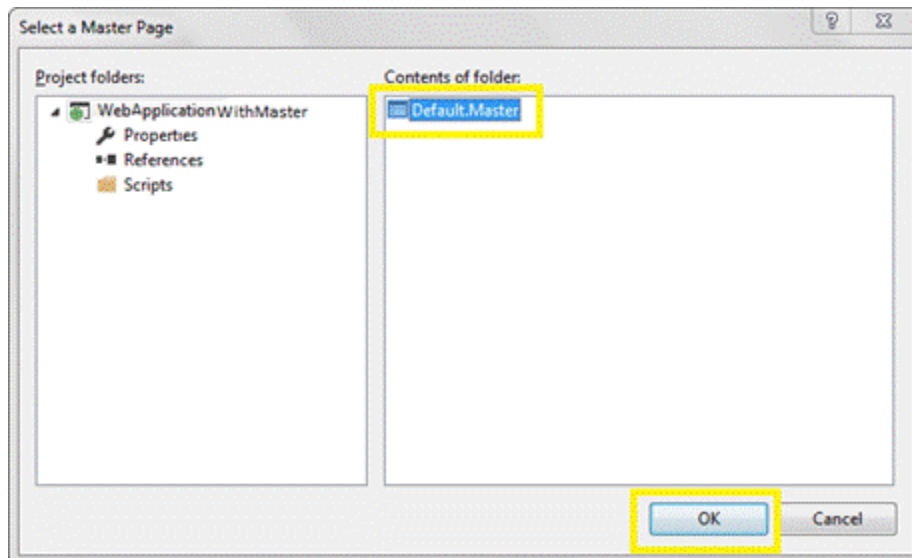 Select a Master Page
Project folders:
Contents of folder:
WebApplicationWithMaster
Default.Master
Properties
References
Scripts
OK
Cancel